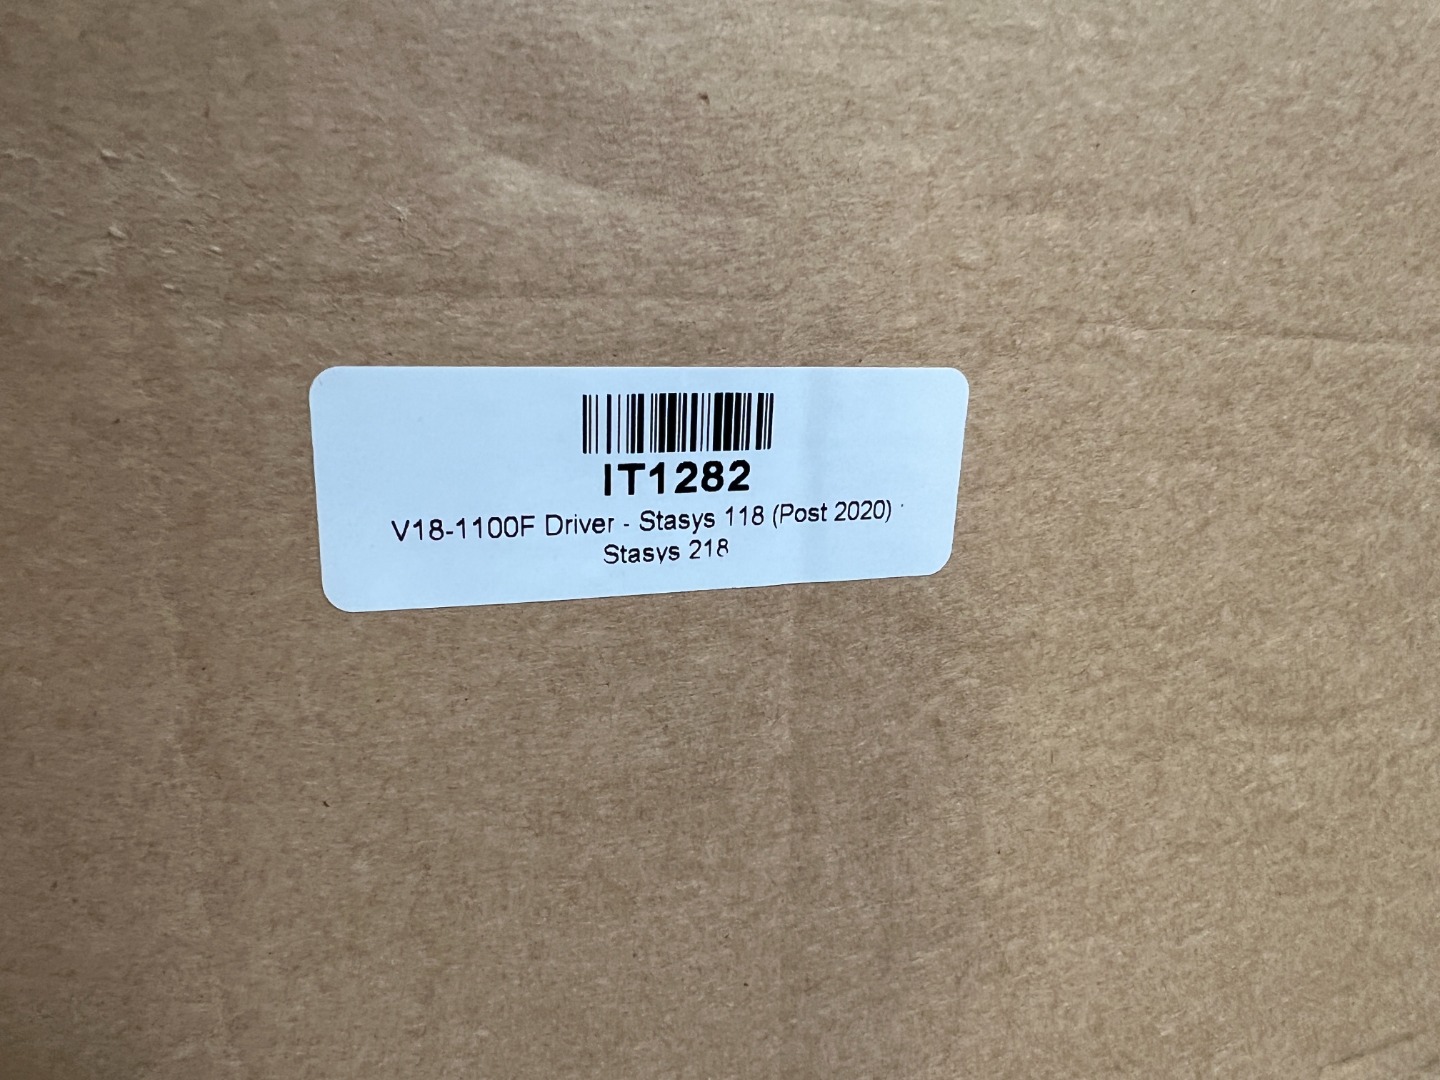 IT1282
V18-1100F Driver - Stasys 118 (Post 2020)
Stasys 218